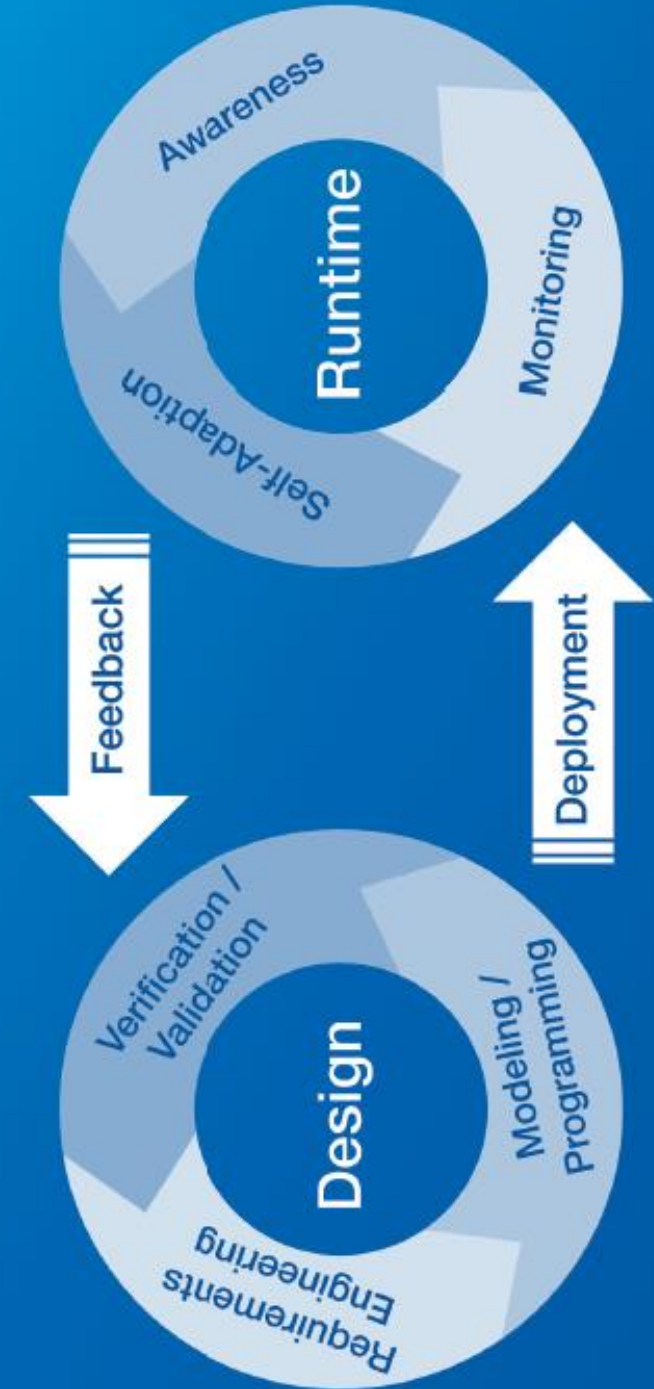 Design
Requirements
Engineering
Verification /
Validation
Modeling /
Programming
Feedback
Deployment
Runtime
Self-Adaption
Awareness
Monitoring